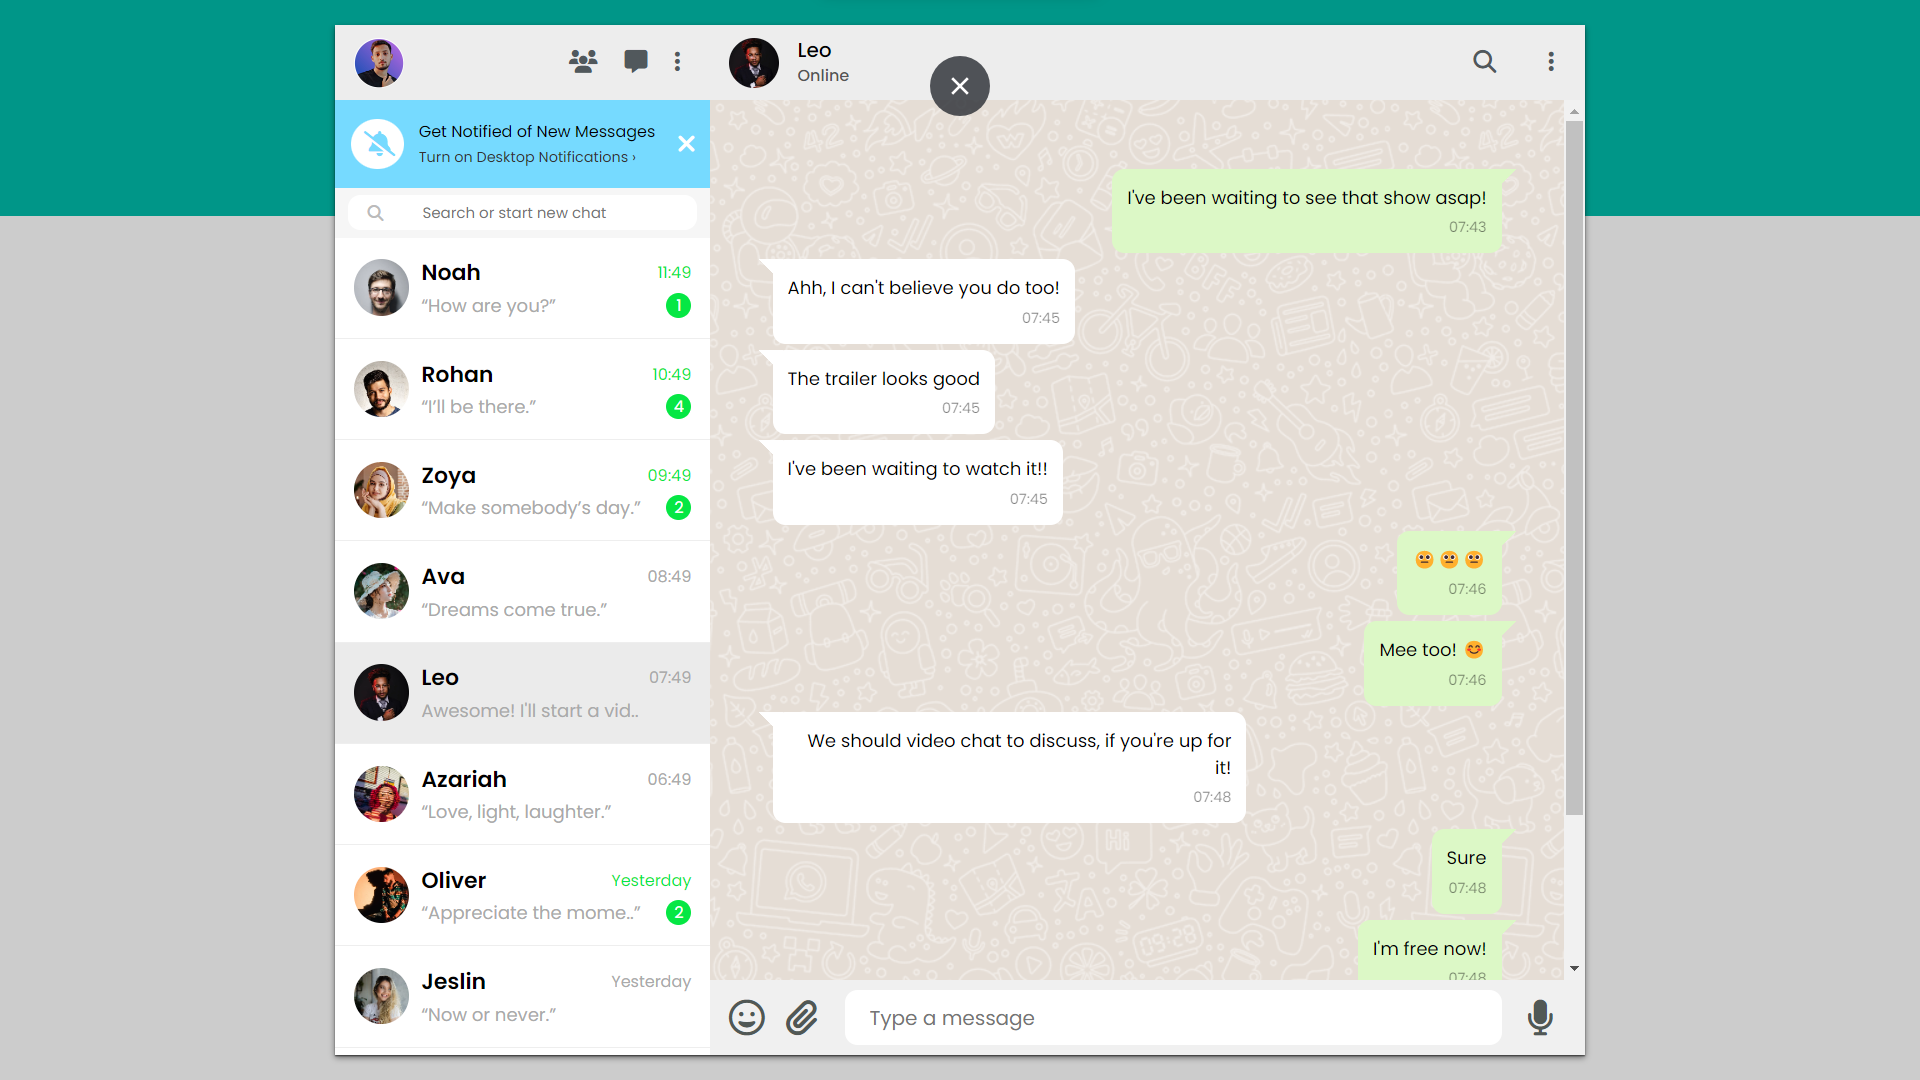 Leo
Online
Get Notified of New Messages
Turn on Desktop Notifications ›
Search or start new chat
Noah
11:49
“How are you?”
1
Rohan
10:49
“I’ll be there.”
4
Zoya
09:49
“Make somebody’s day.”
2
Ava
08:49
“Dreams come true.”
Leo
07:49
Awesome! I'll start a vid..
Azariah
06:49
“Love, light, laughter.”
Oliver
Yesterday
“Appreciate the mome..”
2
Jeslin
Yesterday
“Now or never.”
I've been waiting to see that show asap!
07:43
Ahh, I can't believe you do too!
07:45
The trailer looks good
07:45
I've been waiting to watch it!!
07:45
😐 😐 😐
07:46
Mee too! 😊
07:46
We should video chat to discuss, if you're up for
it!
07:48
Sure
07:48
I'm free now!
07:48
Type a message